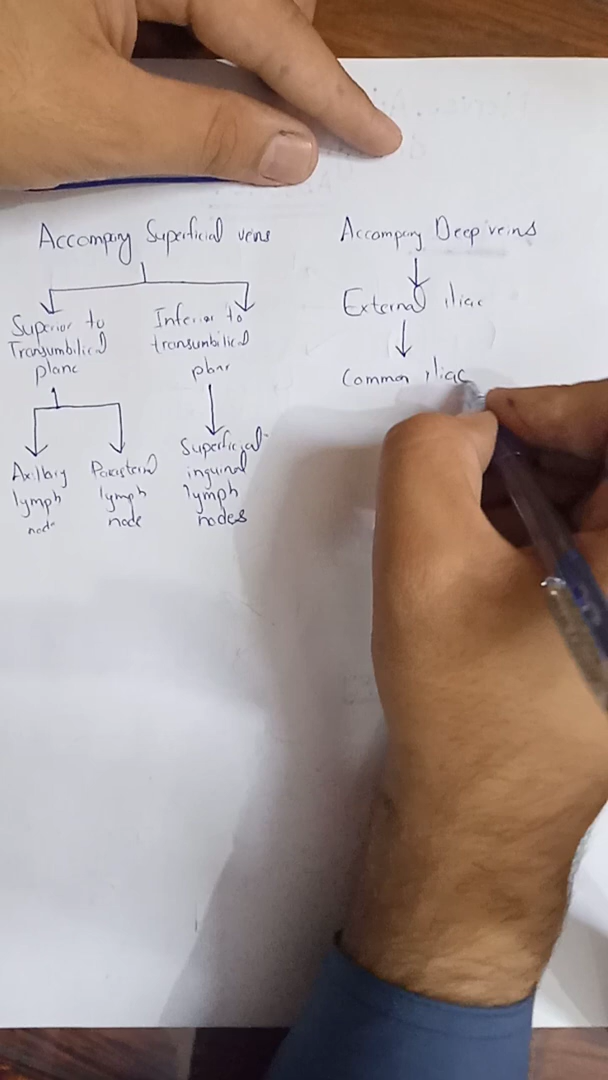 Accompany Superficial veins
Superior to
Transumbilical
plane
Inferior to
transumbilical
plane
Axillary
lymph
node
Parasternal
lymph
node
Superficial
inguinal
lymph
nodes
Accompany Deep veins
External iliac
Common iliac